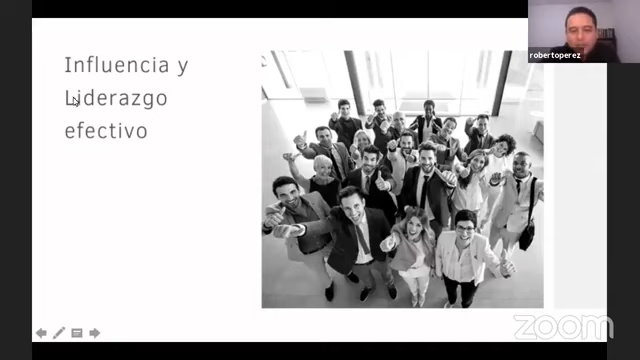 Influencia y
Liderazgo
efectivo
robertoperez
zoom